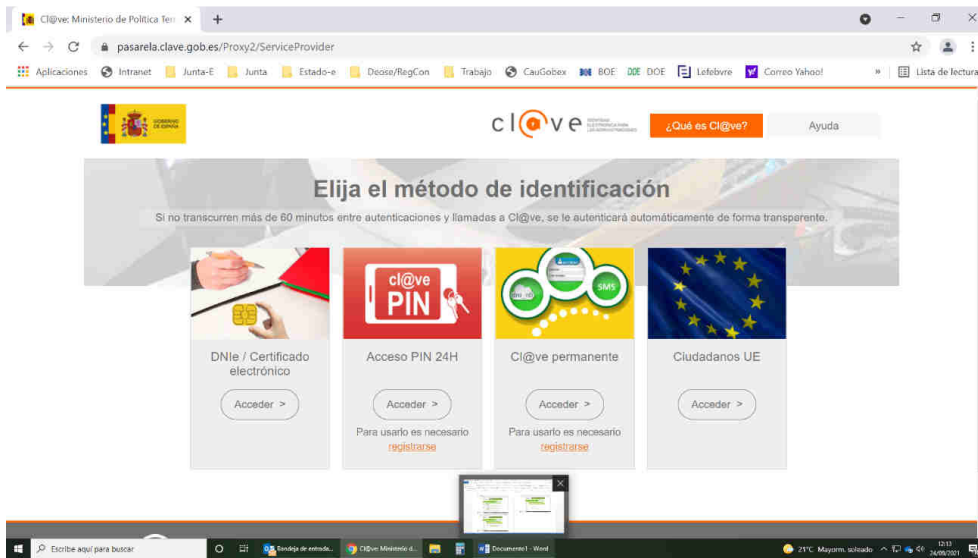 Cl@ve: Ministerio de Política Terr
pasarela.clave.gob.es/Proxy2/ServiceProvider
Aplicaciones Intranet Junta-E Junta Estado-e Deose/RegCon Trabajo CauGobex BOE DOE Lefebvre Correo Yahoo! » Lista de lectura
GOBIERNO DE ESPAÑA
cl@ve
¿Qué es Cl@ve?
Ayuda
Elija el método de identificación
Si no transcurren más de 60 minutos entre autenticaciones y llamadas a Cl@ve, se le autenticará automáticamente de forma transparente.
cl@ve
PIN
SMS
DNIe / Certificado
electrónico
Acceder >
Acceso PIN 24H
Acceder >
Para usarlo es necesario
registrarse
Cl@ve permanente
Acceder >
Para usarlo es necesario
registrarse
Ciudadanos UE
Acceder >
Escribe aquí para buscar
Bandeja de entrada...
Cl@ve: Ministerio d...
Documento1 - Word
21°C Mayorm. soleado
12:13
24/09/2021